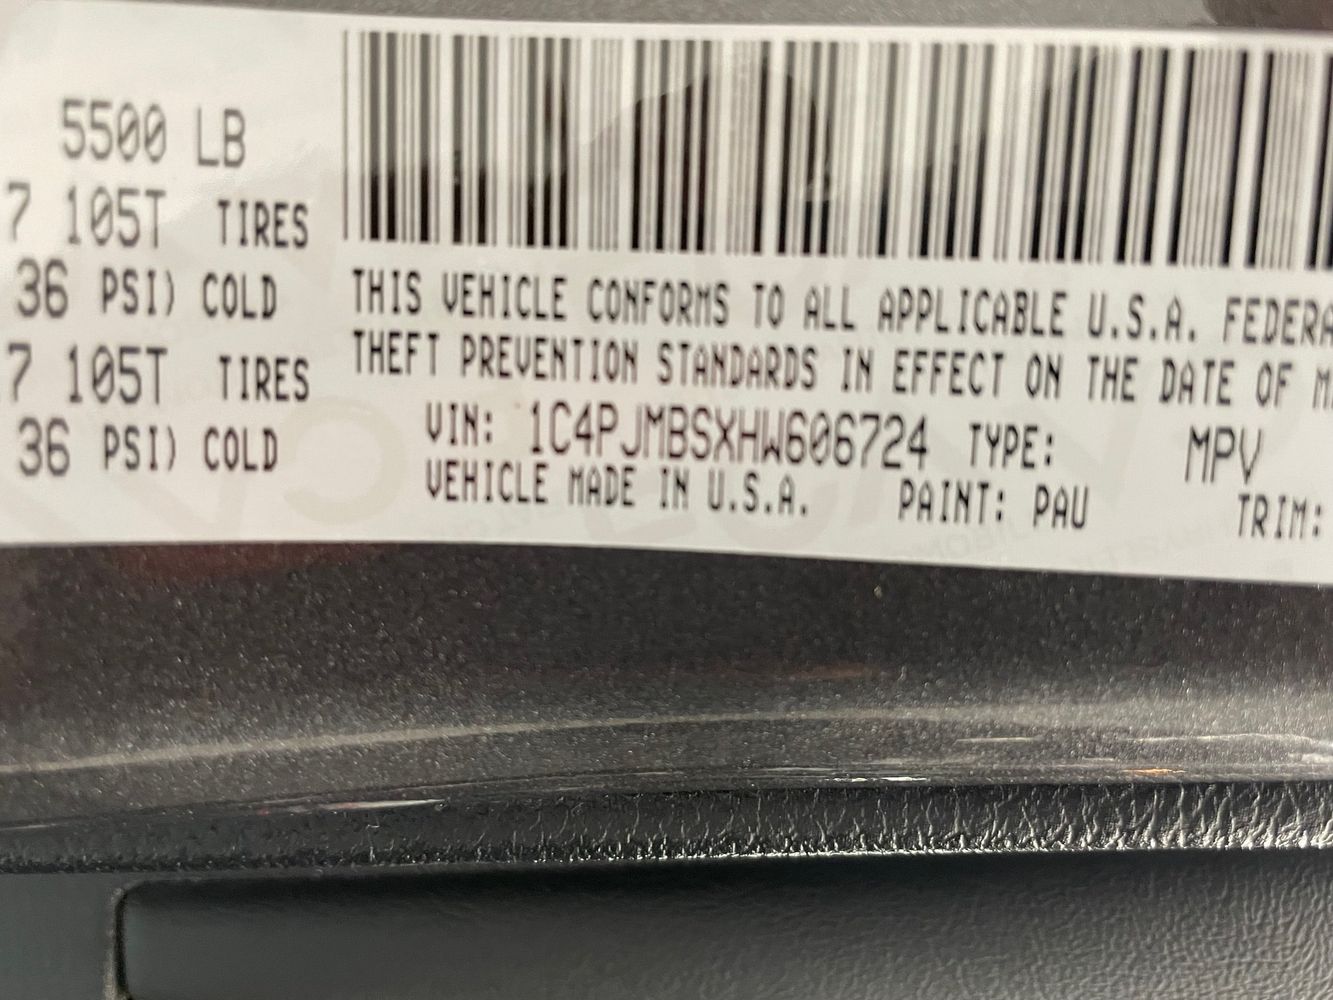 5500 LB
7 105T TIRES
36 PSI) COLD
7 105T TIRES
36 PSI) COLD
THIS VEHICLE CONFORMS TO ALL APPLICABLE U.S.A. FEDERA
THEFT PREVENTION STANDARDS IN EFFECT ON THE DATE OF M
VIN: 1C4PJMBSXHW606724 TYPE: MPV
VEHICLE MADE IN U.S.A. PAINT: PAU TRIM: